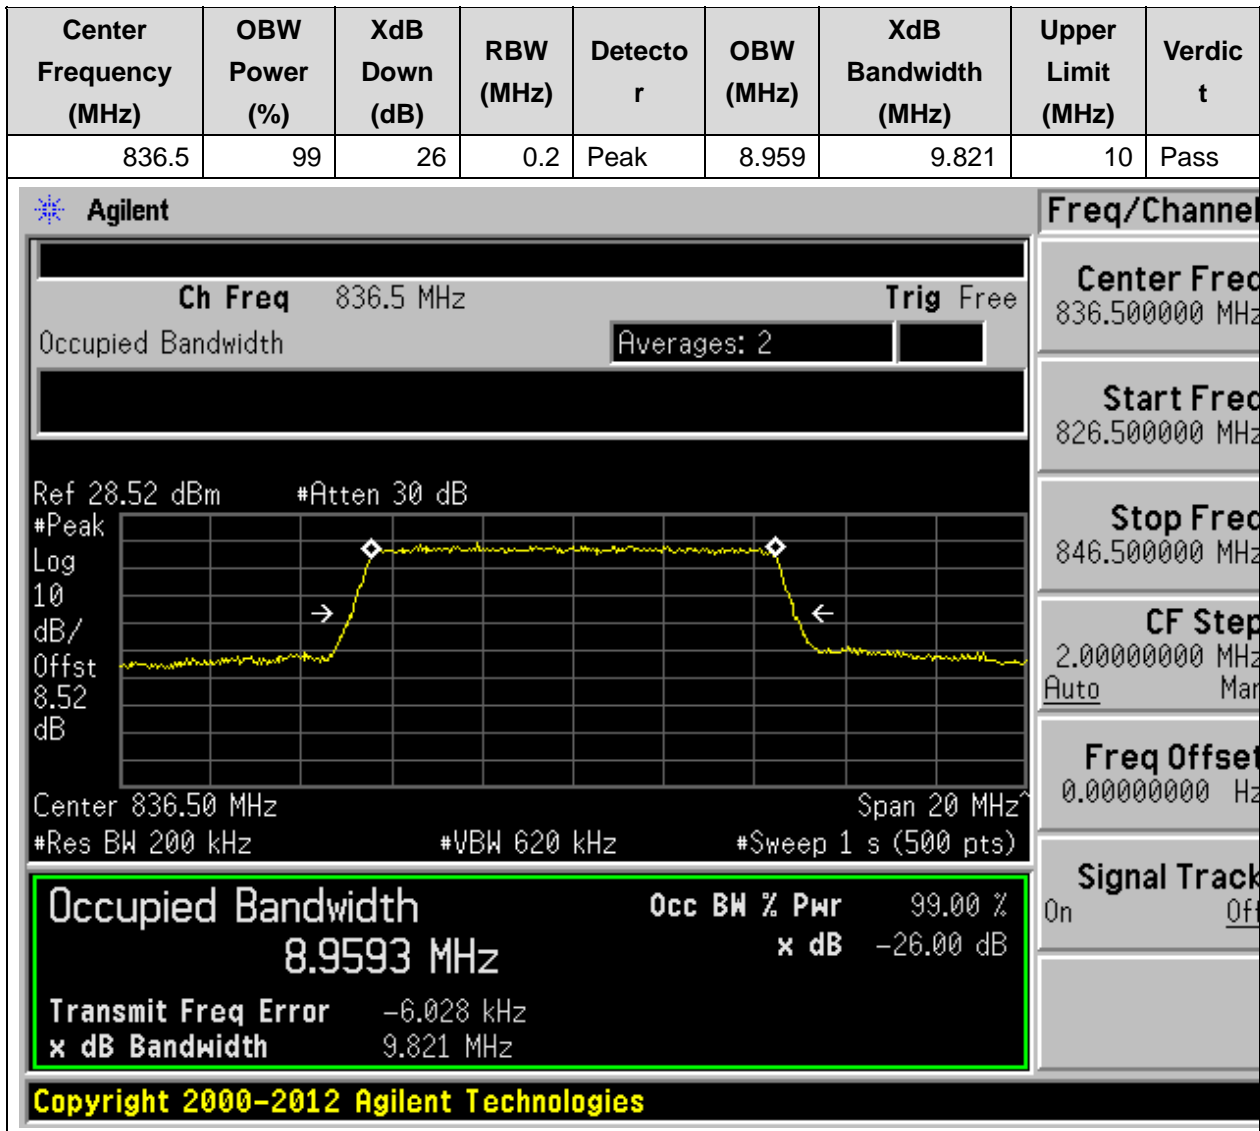 Center Frequency (MHz) OBW Power (%) XdB Down (dB) RBW (MHz) Detecto r OBW (MHz) XdB Bandwidth (MHz) Upper Limit (MHz) Verdic t
836.5 99 26 0.2 Peak 8.959 9.821 10 Pass
Agilent
Freq/Channel
Ch Freq 836.5 MHz Trig Free
Occupied Bandwidth Averages: 2
Ref 28.52 dBm #Atten 30 dB
#Peak
Log
10
dB/
Offst
8.52
dB
Center 836.50 MHz Span 20 MHz^
#Res BW 200 kHz #VBW 620 kHz #Sweep 1 s (500 pts)
Occupied Bandwidth
8.9593 MHz
Occ BW % Pwr 99.00 %
x dB -26.00 dB
Transmit Freq Error -6.028 kHz
x dB Bandwidth 9.821 MHz
Center Freq
836.500000 MHz
Start Freq
826.500000 MHz
Stop Freq
846.500000 MHz
CF Step
2.00000000 MHz
Auto Man
Freq Offset
0.00000000 Hz
Signal Track
On Off
Copyright 2000-2012 Agilent Technologies